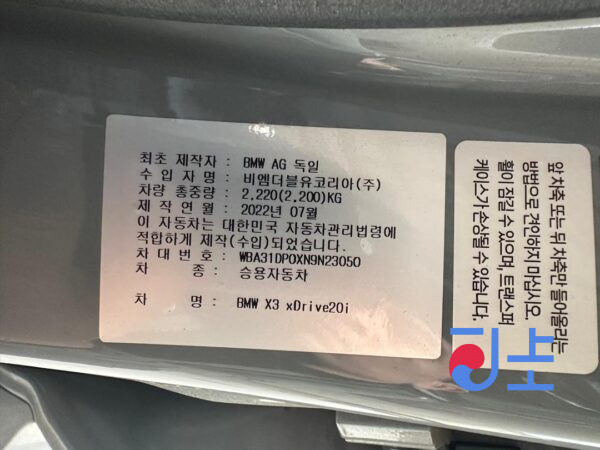 최초 제작자 : BMW AG 독일
수 입 자 명 : 비엠더블유코리아(주)
차량 총중량 : 2,220(2,200)KG
제 작 연 월 : 2022년 07월
이 자동차는 대한민국 자동차관리법령에
적합하게 제작(수입)되었습니다.
차 대 번 호 : WBA31DP0XN9N23050
차 종 : 승용자동차
차 명 : BMW X3 xDrive20i
앞 차축 또는 뒤 차축만 들어올리는
방법으로 견인하지 마십시오.
휠이 잠길 수 있으며, 트랜스퍼
케이스가 손상될 수 있습니다.